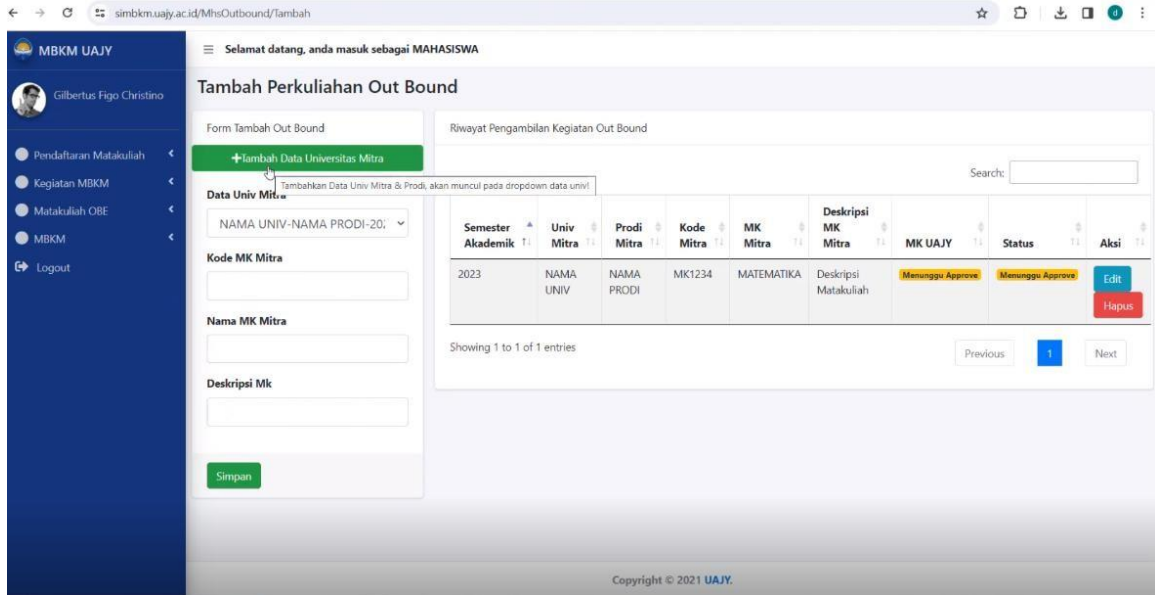 simbkm.uajy.ac.id/MhsOutbound/Tambah
d
MBKM UAJY
Selamat datang, anda masuk sebagai MAHASISWA
Gilbertus Figo Christino
Pendaftaran Matakuliah
Kegiatan MBKM
Matakuliah OBE
MBKM
Logout
Tambah Perkuliahan Out Bound
Form Tambah Out Bound
+Tambah Data Universitas Mitra
Tambahkan Data Univ Mitra & Prodi, akan muncul pada dropdown data univ!
Data Univ Mitra
NAMA UNIV-NAMA PRODI-20
Kode MK Mitra
Nama MK Mitra
Deskripsi Mk
Simpan
Riwayat Pengambilan Kegiatan Out Bound
Search:
Semester Akademik Univ Mitra Prodi Mitra Kode Mitra MK Mitra Deskripsi MK Mitra MK UAJY Status Aksi
2023 NAMA UNIV NAMA PRODI MK1234 MATEMATIKA Deskripsi Matakuliah Menunggu Approve Menunggu Approve Edit
Hapus
Showing 1 to 1 of 1 entries
Previous 1 Next
Copyright © 2021 UAJY.